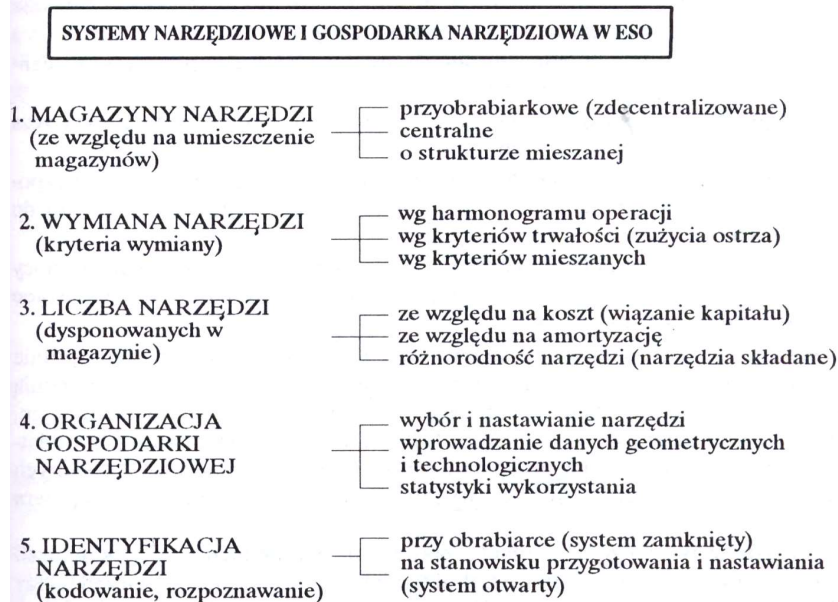 SYSTEMY NARZĘDZIOWE I GOSPODARKA NARZĘDZIOWA W ESO
1. MAGAZYNY NARZĘDZI
(ze względu na umieszczenie
magazynów)
przyobrabiarkowe (zdecentralizowane)
centralne
o strukturze mieszanej
2. WYMIANA NARZĘDZI
(kryteria wymiany)
wg harmonogramu operacji
wg kryteriów trwałości (zużycia ostrza)
wg kryteriów mieszanych
3. LICZBA NARZĘDZI
(dysponowanych w
magazynie)
ze względu na koszt (wiązanie kapitału)
ze względu na amortyzację
różnorodność narzędzi (narzędzia składane)
4. ORGANIZACJA
GOSPODARKI
NARZĘDZIOWEJ
wybór i nastawianie narzędzi
wprowadzanie danych geometrycznych
i technologicznych
statystyki wykorzystania
5. IDENTYFIKACJA
NARZĘDZI
(kodowanie, rozpoznawanie)
przy obrabiarce (system zamknięty)
na stanowisku przygotowania i nastawiania
(system otwarty)